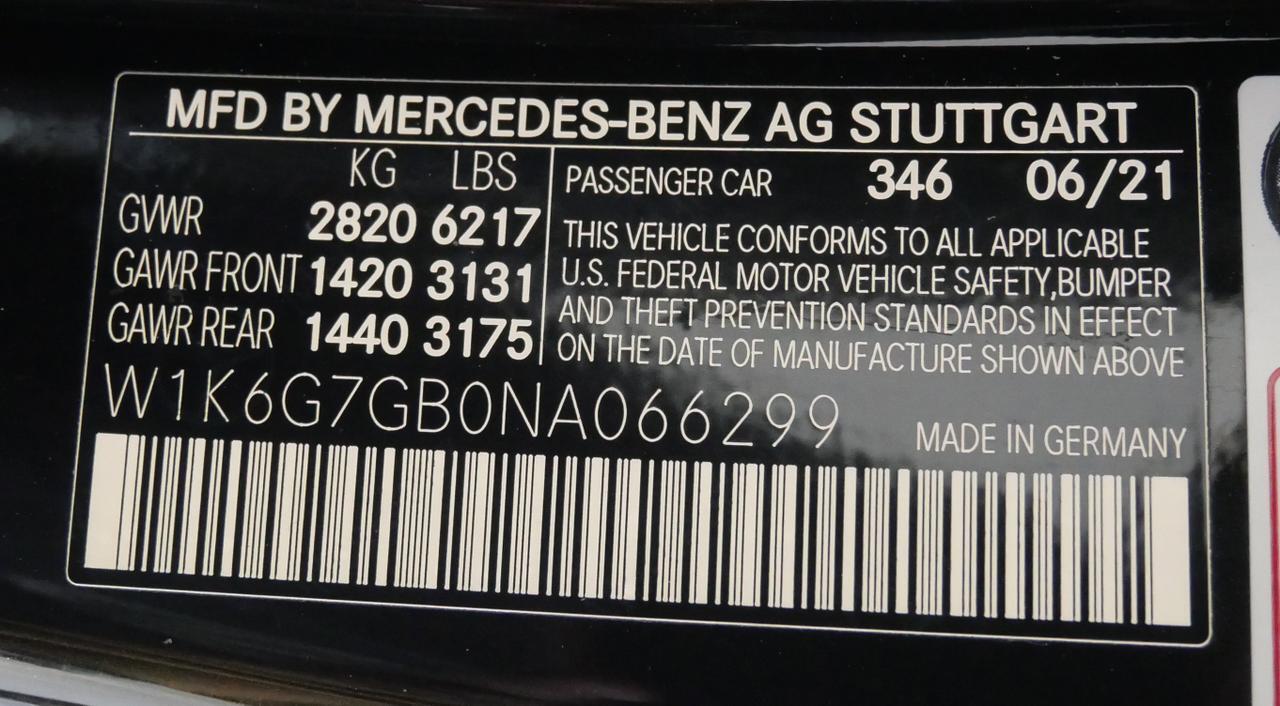 MFD BY MERCEDES-BENZ AG STUTTGART
KG LBS
GVWR 2820 6217
GAWR FRONT 1420 3131
GAWR REAR 1440 3175
PASSENGER CAR 346 06/21
THIS VEHICLE CONFORMS TO ALL APPLICABLE
U.S. FEDERAL MOTOR VEHICLE SAFETY,BUMPER
AND THEFT PREVENTION STANDARDS IN EFFECT
ON THE DATE OF MANUFACTURE SHOWN ABOVE
W1K6G7GB0NA066299
MADE IN GERMANY